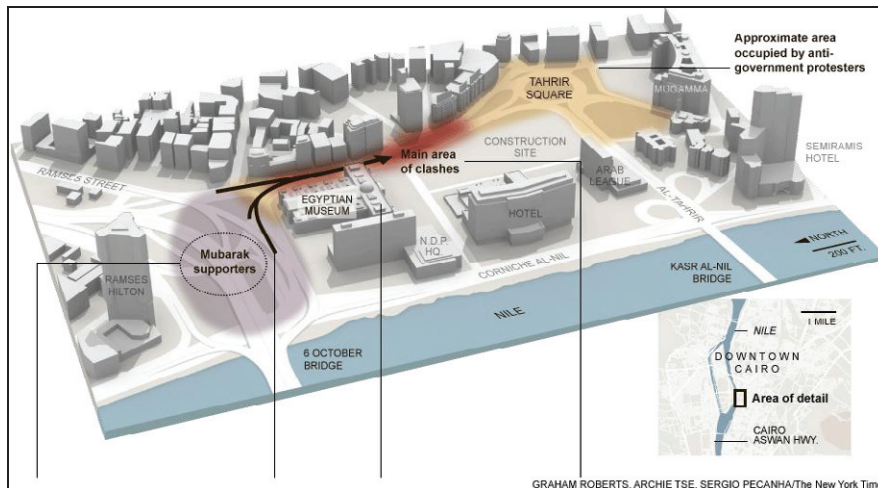 Approximate area
occupied by anti-
government protesters
TAHRIR
SQUARE
MUGAMMA
CONSTRUCTION
SITE
SEMIRAMIS
HOTEL
Main area
of clashes
ARAB
LEAGUE
RAMSES STREET
EGYPTIAN
MUSEUM
HOTEL
AL-TAHRIR
Mubarak
supporters
N.D.P.
HQ.
RAMSES
HILTON
CORNICHE AL-NIL
NORTH
200 FT.
KASR AL-NIL
BRIDGE
NILE
6 OCTOBER
BRIDGE
1 MILE
NILE
DOWNTOWN
CAIRO
Area of detail
CAIRO
ASWAN HWY.
GRAHAM ROBERTS, ARCHIE TSE, SERGIO PECANHA/The New York Time